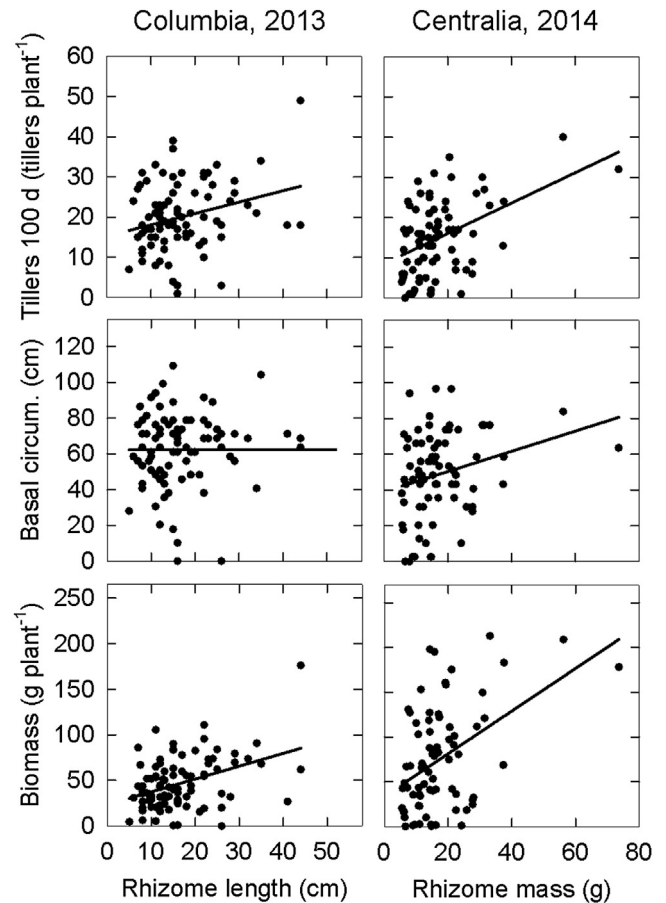 Columbia, 2013
Centralia, 2014
Tillers 100 d (tillers plant⁻¹)
60
50
40
30
20
10
0
Basal circum. (cm)
120
100
80
60
40
20
0
Biomass (g plant⁻¹)
250
200
150
100
50
0
0 10 20 30 40 50
0 20 40 60 80
Rhizome length (cm)
Rhizome mass (g)